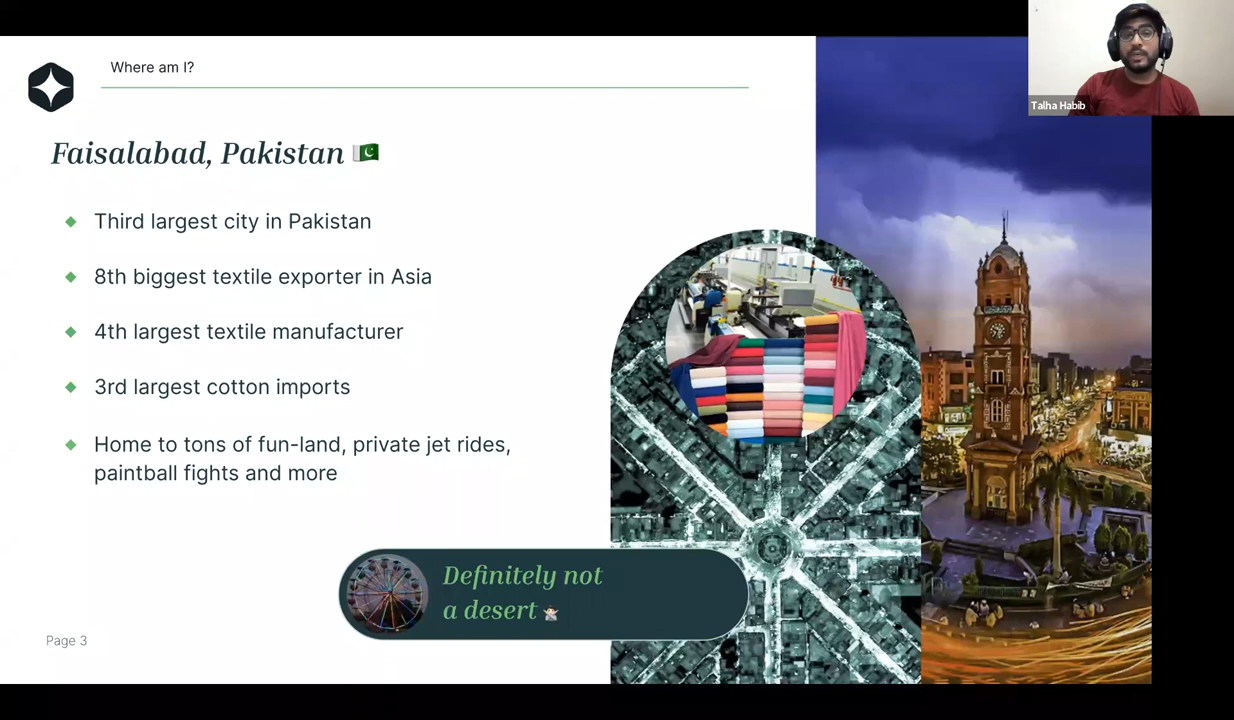 Where am I?
Talha Habib
Faisalabad, Pakistan 🇵🇰
Third largest city in Pakistan
8th biggest textile exporter in Asia
4th largest textile manufacturer
3rd largest cotton imports
Home to tons of fun-land, private jet rides,
paintball fights and more
Definitely not
a desert
Page 3